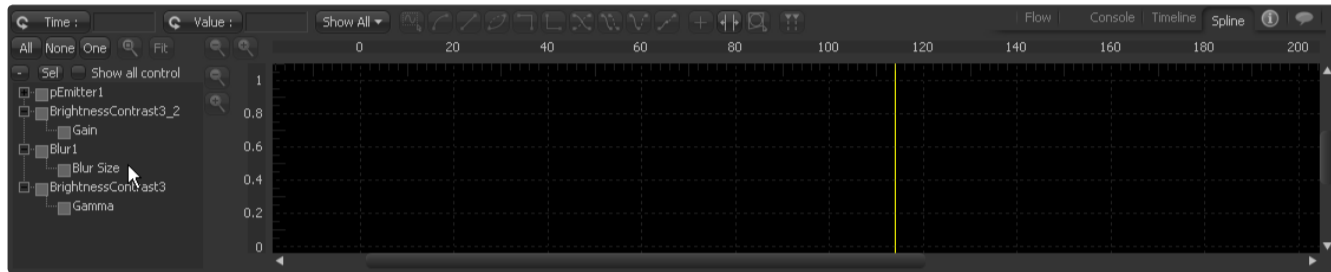 Time : Value : Show All Flow Console Timeline Spline
All None One Fit 0 20 40 60 80 100 120 140 160 180 200
- Sel Show all control
pEmitter1
BrightnessContrast3_2
Gain
Blur1
Blur Size
BrightnessContrast3
Gamma
1
0.8
0.6
0.4
0.2
0